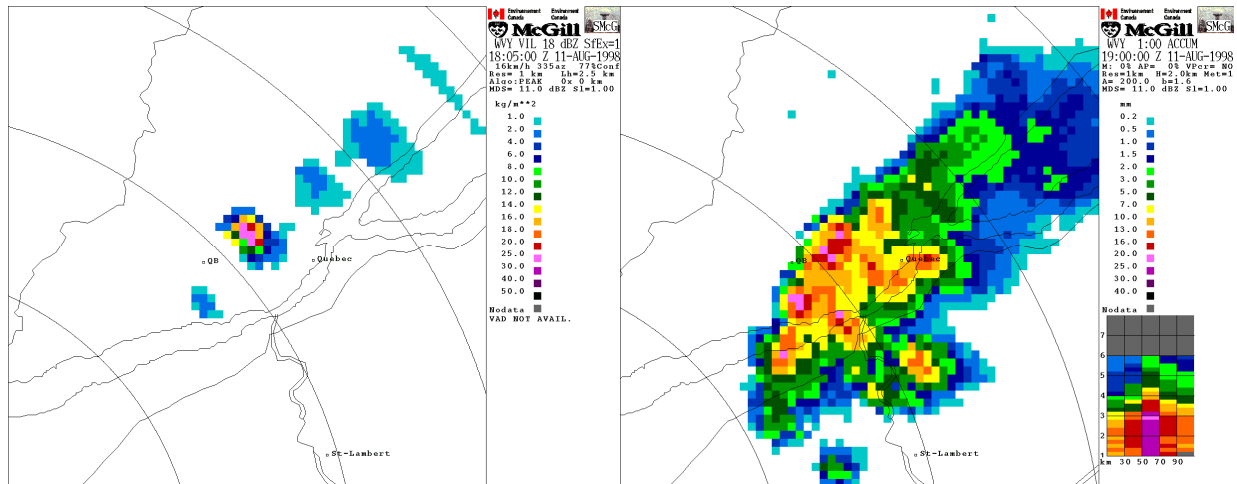 Environnement Environment
Canada Canada
McGill SMcG
WVY VIL 18 dBZ SfEx=1
18:05:00 Z 11-AUG-1998
16km/h 335az 77%Conf
Res= 1 km Lh=2.5 km
Algo:PEAK 0x 0 km
MDS= 11.0 dBZ Sl=1.00
kg/m**2
1.0
2.0
4.0
6.0
8.0
10.0
12.0
14.0
16.0
18.0
20.0
25.0
30.0
40.0
50.0
Nodata
VAD NOT AVAIL.
QB
Québec
St-Lambert
Environnement Environment
Canada Canada
McGill SMcG
WVY 1:00 ACCUM
19:00:00 Z 11-AUG-1998
M: 0% AP= 0% VPcr= NO
Res=1km H=2.0km Met=1
A= 200.0 b=1.6
MDS= 11.0 dBZ Sl=1.00
mm
0.2
0.5
1.0
1.5
2.0
3.0
5.0
7.0
10.0
13.0
16.0
20.0
25.0
30.0
40.0
Nodata
QB
Québec
St-Lambert
7
6
5
4
3
2
1
km 30 50 70 90